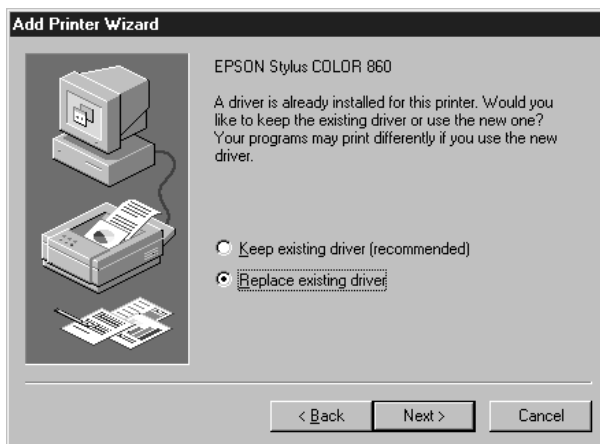 Add Printer Wizard
EPSON Stylus COLOR 860
A driver is already installed for this printer. Would you
like to keep the existing driver or use the new one?
Your programs may print differently if you use the new
driver.
Keep existing driver (recommended)
Replace existing driver
< Back Next > Cancel